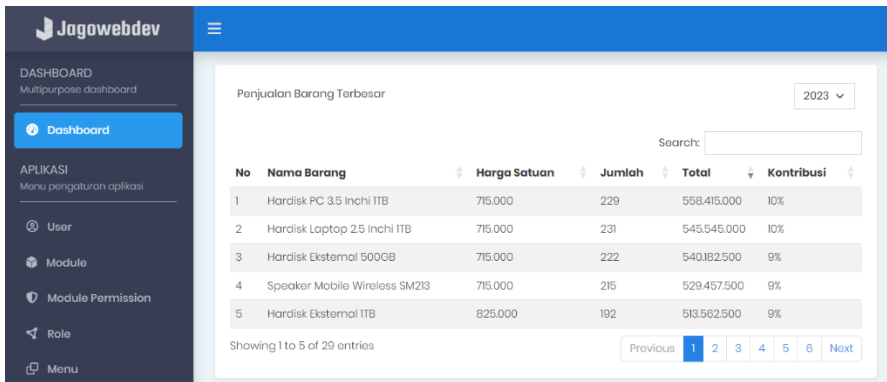 Jagowebdev
DASHBOARD
Multipurpose dashboard
Dashboard
APLIKASI
Menu pengaturan aplikasi
User
Module
Module Permission
Role
Menu
Penjualan Barang Terbesar
2023
Search:
No Nama Barang Harga Satuan Jumlah Total Kontribusi
1 Hardisk PC 3.5 Inchi 1TB 715.000 229 558.415.000 10%
2 Hardisk Laptop 2.5 Inchi 1TB 715.000 231 545.545.000 10%
3 Hardisk Eksternal 500GB 715.000 222 540.182.500 9%
4 Speaker Mobile Wireless SM213 715.000 215 529.457.500 9%
5 Hardisk Eksternal 1TB 825.000 192 513.562.500 9%
Showing 1 to 5 of 29 entries
Previous 1 2 3 4 5 6 Next